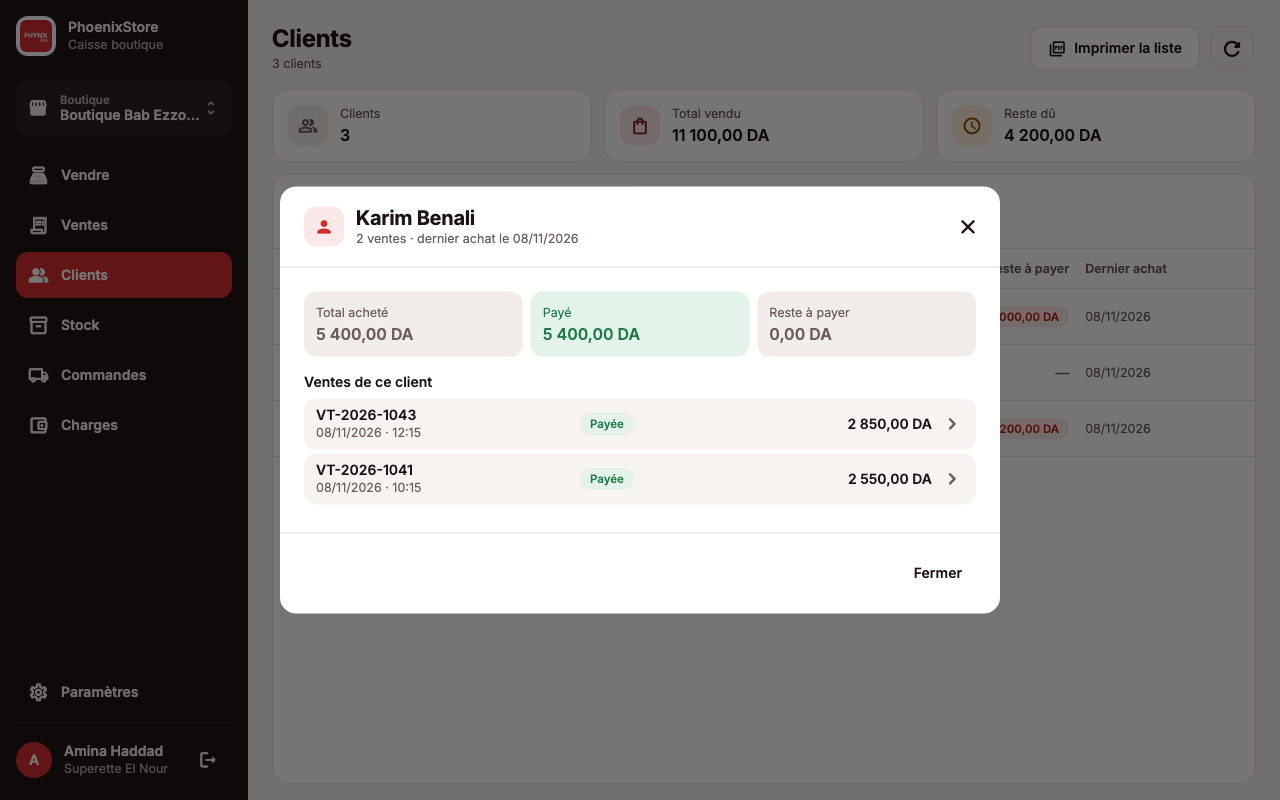 PHYNX
PhoenixStore
Caisse boutique
Boutique
Boutique Bab Ezzo...
Vendre
Ventes
Clients
Stock
Commandes
Charges
Paramètres
A
Amina Haddad
Superette El Nour
Clients
3 clients
Imprimer la liste
Clients
3
Total vendu
11 100,00 DA
Reste dû
4 200,00 DA
à payer
Dernier achat
000,00 DA
08/11/2026
—
08/11/2026
200,00 DA
08/11/2026
Karim Benali
2 ventes · dernier achat le 08/11/2026
Total acheté
5 400,00 DA
Payé
5 400,00 DA
Reste à payer
0,00 DA
Ventes de ce client
VT-2026-1043
08/11/2026 · 12:15
Payée
2 850,00 DA
VT-2026-1041
08/11/2026 · 10:15
Payée
2 550,00 DA
Fermer